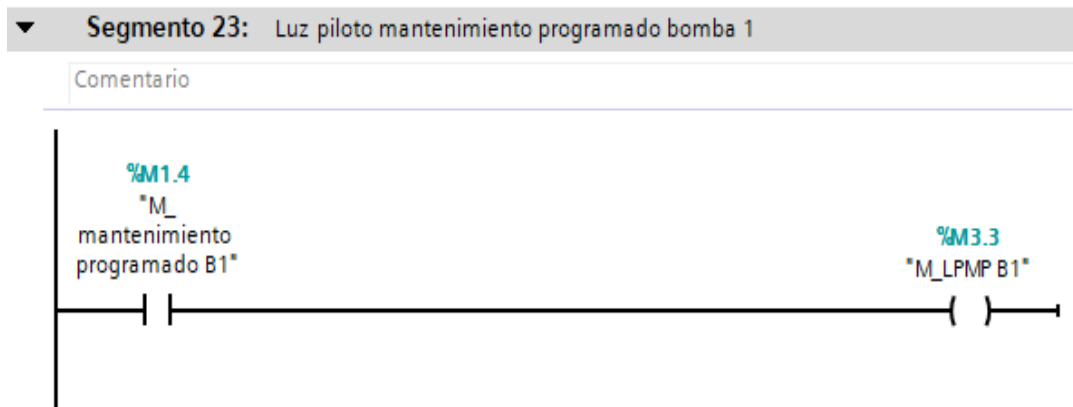 Segmento 23: Luz piloto mantenimiento programado bomba 1
Comentario
%M1.4
"M_
mantenimiento
programado B1"
%M3.3
"M_LPMP B1"